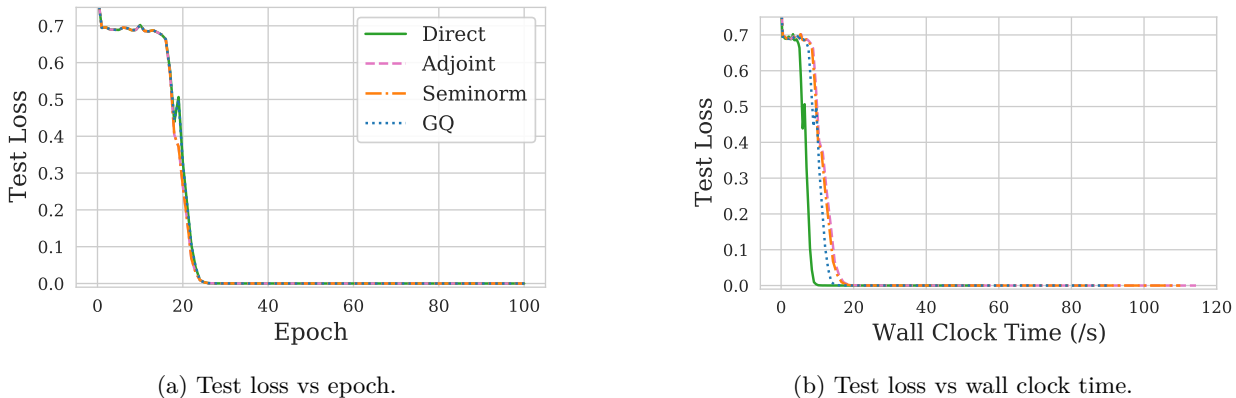 0.7
0.6
0.5
0.4
0.3
0.2
0.1
0.0
Test Loss
0 20 40 60 80 100
Epoch
Direct
Adjoint
Seminorm
GQ
(a) Test loss vs epoch.
0.7
0.6
0.5
0.4
0.3
0.2
0.1
0.0
Test Loss
0 20 40 60 80 100 120
Wall Clock Time (/s)
(b) Test loss vs wall clock time.